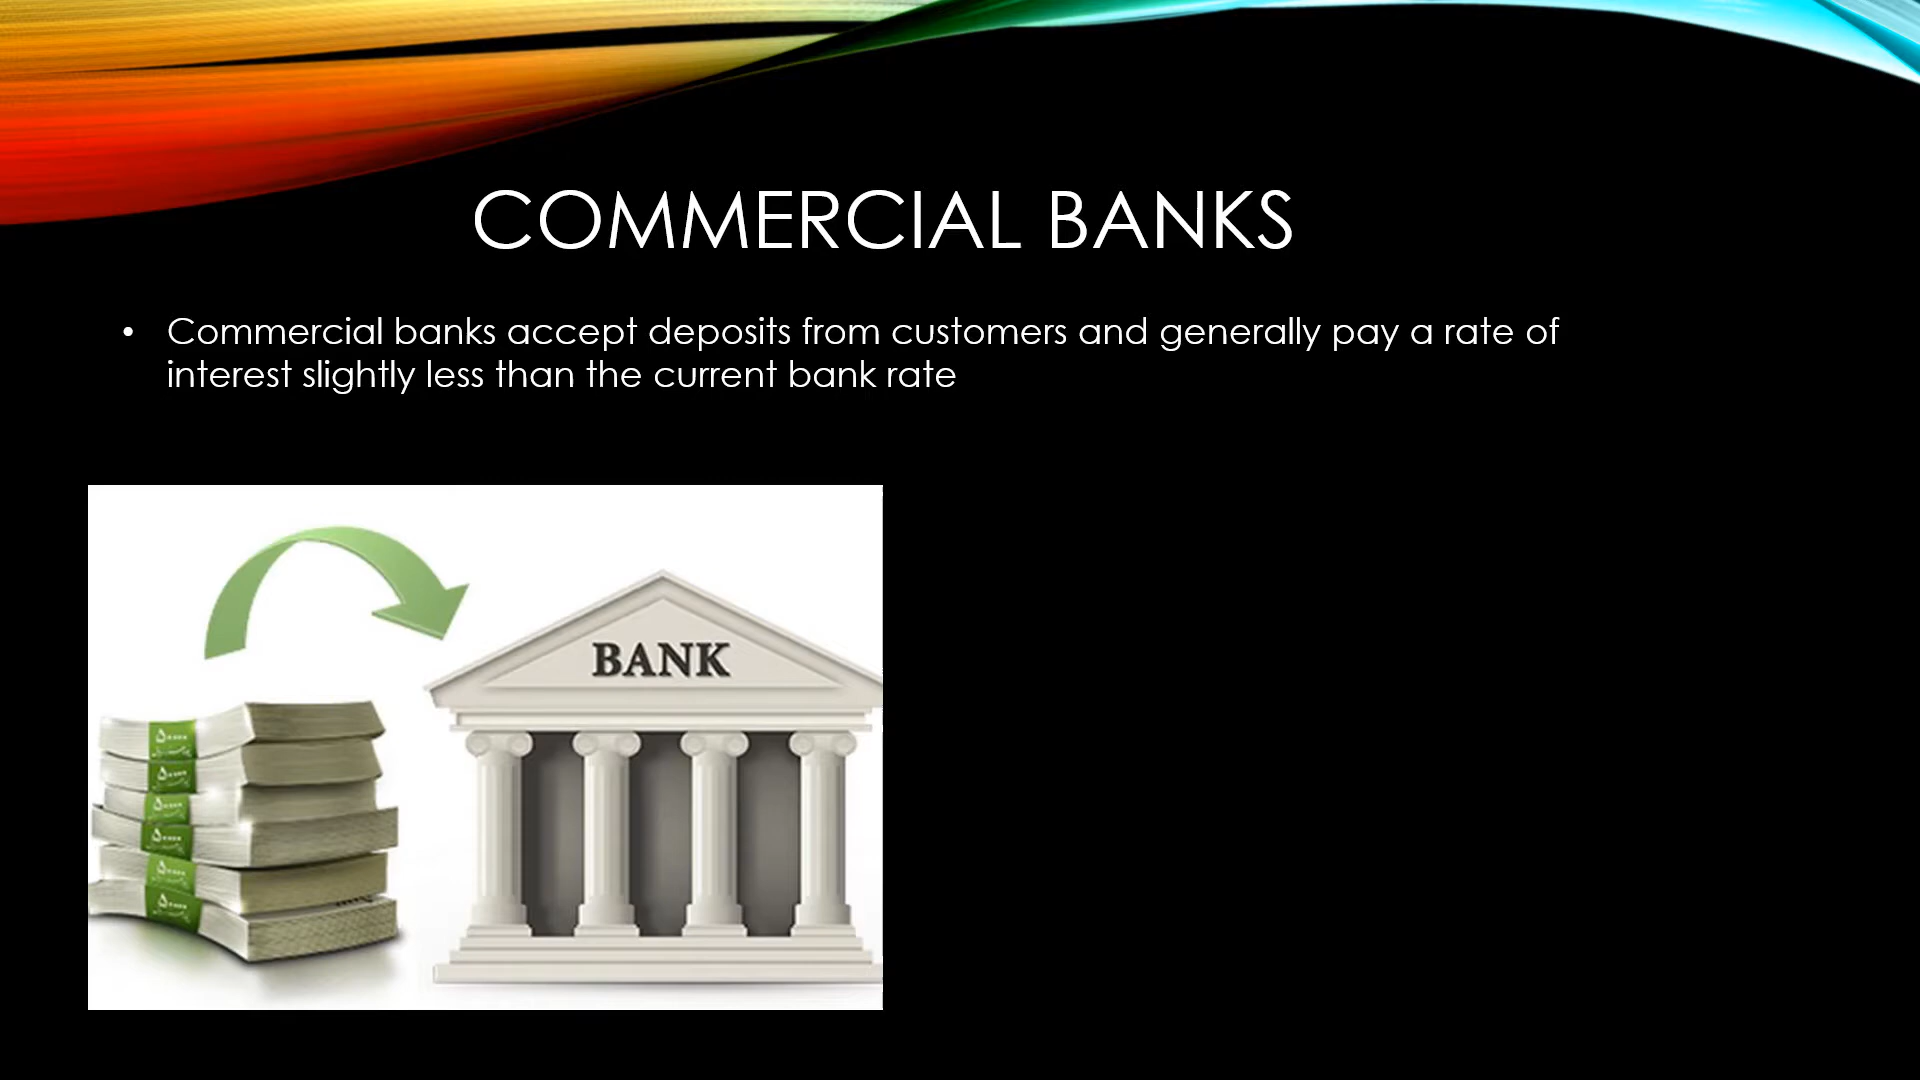 COMMERCIAL BANKS
• Commercial banks accept deposits from customers and generally pay a rate of
interest slightly less than the current bank rate
BANK